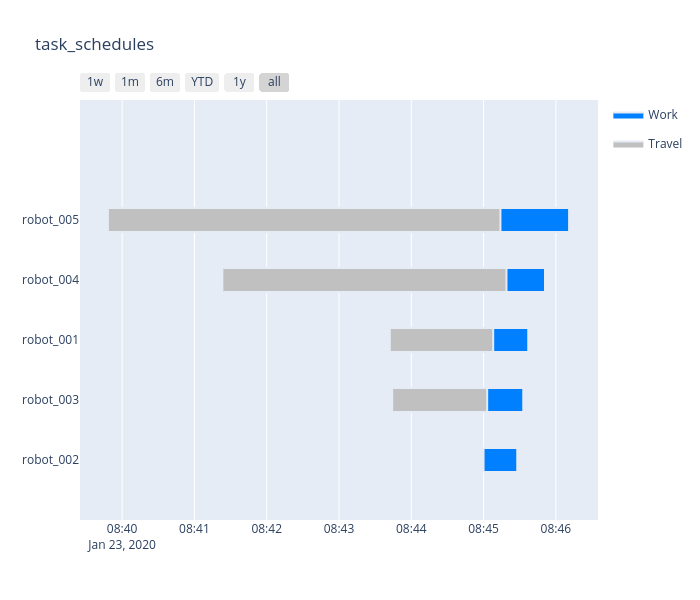 task_schedules
1w 1m 6m YTD 1y all
Work
Travel
robot_005
robot_004
robot_001
robot_003
robot_002
08:40 08:41 08:42 08:43 08:44 08:45 08:46
Jan 23, 2020